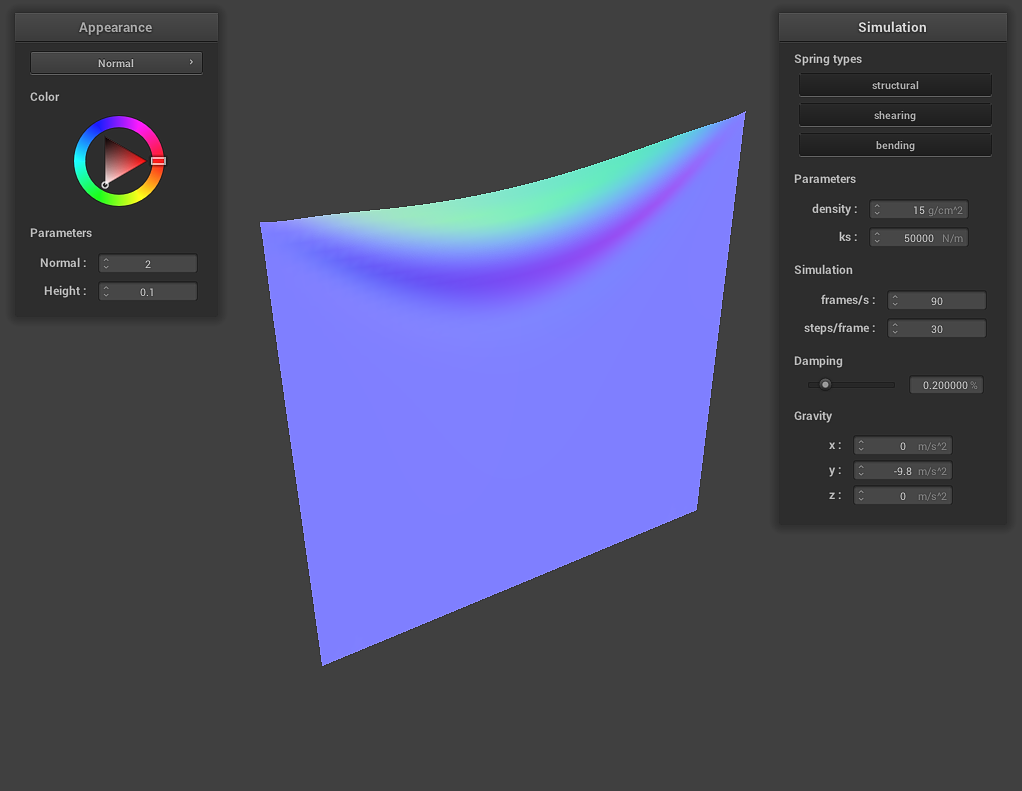 Appearance
Normal ›
Color
Parameters
Normal : 2
Height : 0.1
Simulation
Spring types
structural
shearing
bending
Parameters
density : 15 g/cm^2
ks : 50000 N/m
Simulation
frames/s : 90
steps/frame : 30
Damping
0.200000 %
Gravity
x : 0 m/s^2
y : -9.8 m/s^2
z : 0 m/s^2